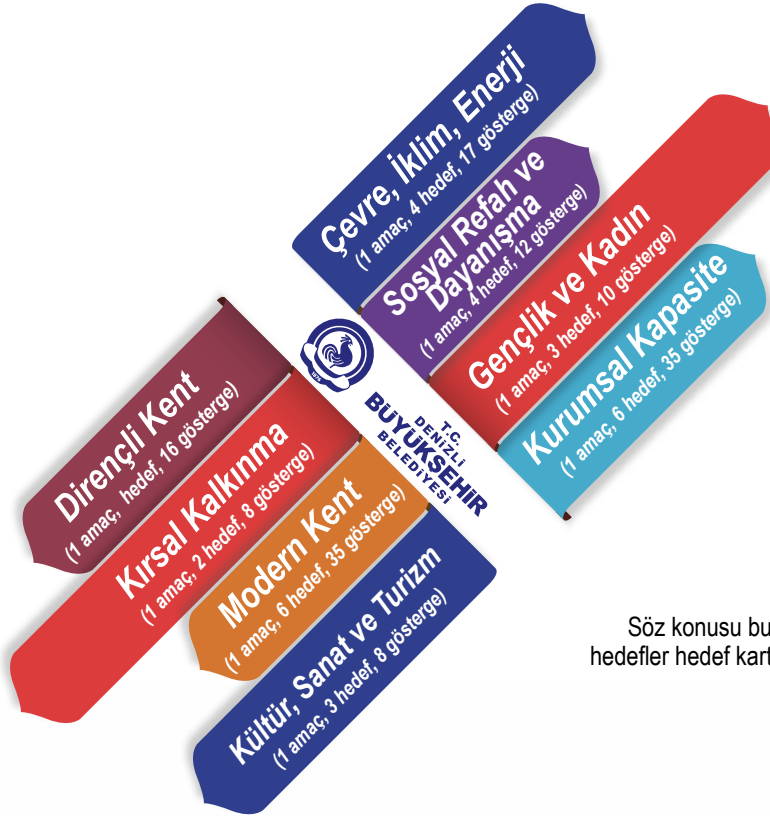 Çevre, İklim, Enerji
(1 amaç, 4 hedef, 17 gösterge)
Sosyal Refah ve
Dayanışma
(1 amaç, 4 hedef, 12 gösterge)
Gençlik ve Kadın
(1 amaç, 3 hedef, 10 gösterge)
Kurumsal Kapasite
(1 amaç, 6 hedef, 35 gösterge)
T.C.
DENİZLİ
BÜYÜKŞEHİR
BELEDİYESİ
Dirençli Kent
(1 amaç, hedef, 16 gösterge)
Kırsal Kalkınma
(1 amaç, 2 hedef, 8 gösterge)
Modern Kent
(1 amaç, 6 hedef, 35 gösterge)
Kültür, Sanat ve Turizm
(1 amaç, 3 hedef, 8 gösterge)
Söz konusu bu
hedefler hedef kart